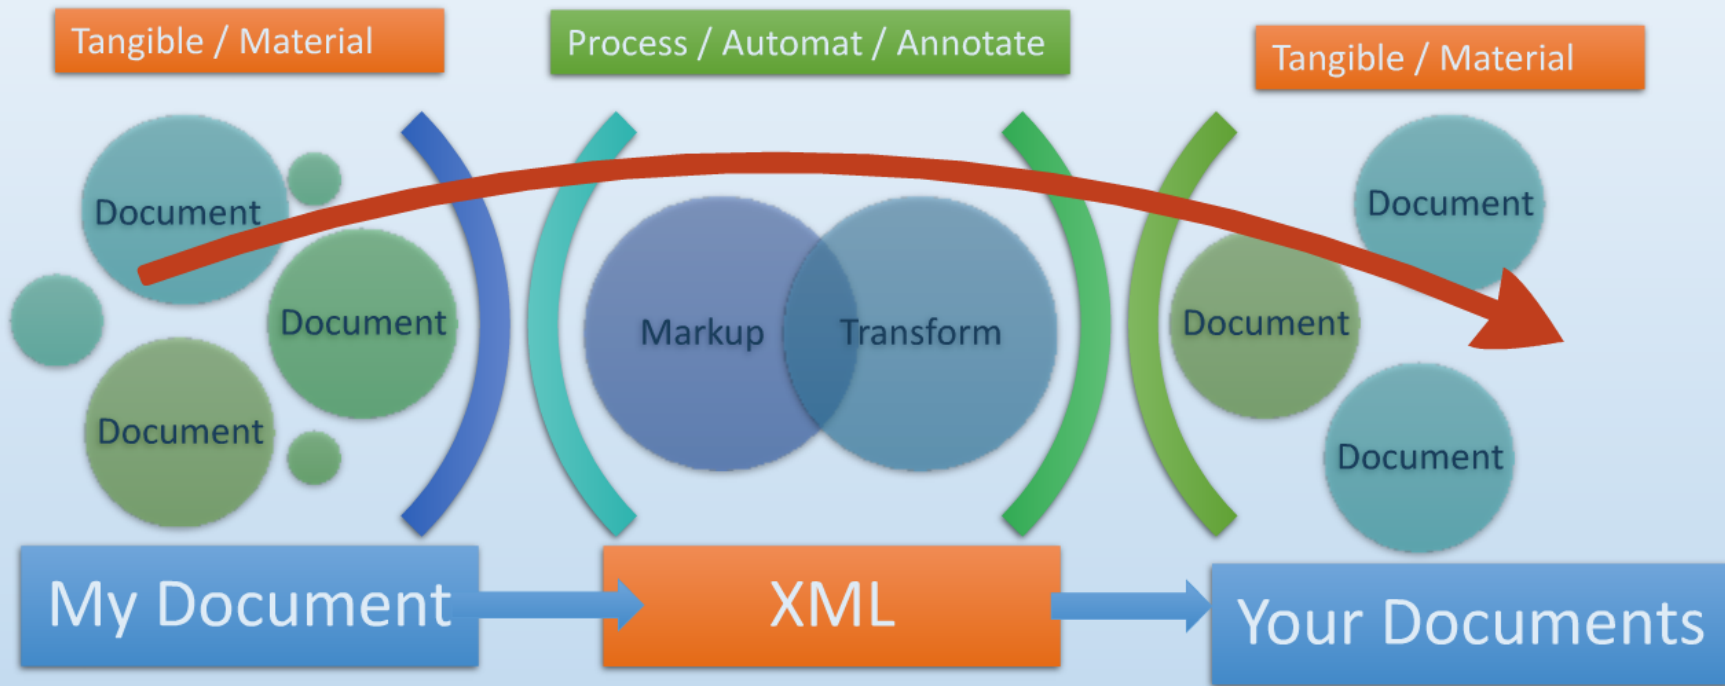 Tangible / Material
Process / Automat / Annotate
Tangible / Material
Document
Document
Document
Markup
Transform
Document
Document
Document
My Document
XML
Your Documents